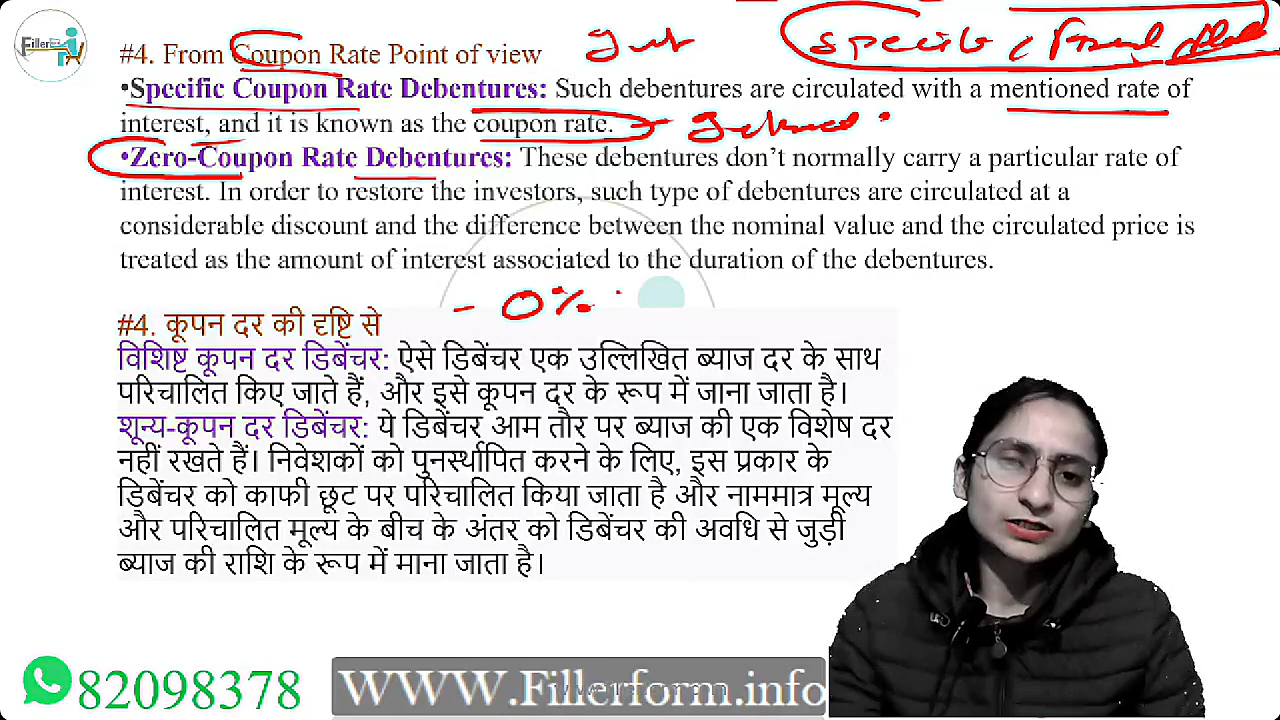 Filler
#4. From Coupon Rate Point of view
•Specific Coupon Rate Debentures: Such debentures are circulated with a mentioned rate of
interest, and it is known as the coupon rate.
•Zero-Coupon Rate Debentures: These debentures don't normally carry a particular rate of
interest. In order to restore the investors, such type of debentures are circulated at a
considerable discount and the difference between the nominal value and the circulated price is
treated as the amount of interest associated to the duration of the debentures.
- 0%
#4. कूपन दर की दृष्टि से
विशिष्ट कूपन दर डिबेंचर: ऐसे डिबेंचर एक उल्लिखित ब्याज दर के साथ
परिचालित किए जाते हैं, और इसे कूपन दर के रूप में जाना जाता है।
शून्य-कूपन दर डिबेंचर: ये डिबेंचर आम तौर पर ब्याज की एक विशेष दर
नहीं रखते हैं। निवेशकों को पुनर्स्थापित करने के लिए, इस प्रकार के
डिबेंचर को काफी छूट पर परिचालित किया जाता है और नाममात्र मूल्य
और परिचालित मूल्य के बीच के अंतर को डिबेंचर की अवधि से जुड़ी
ब्याज की राशि के रूप में माना जाता है।
82098378
WWW.Fillerform.info